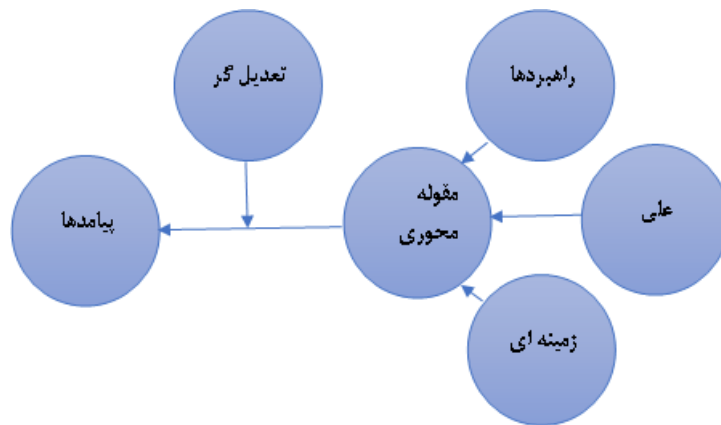 تعدیل گر
راهبردها
مقوله
محوری
علی
پیامدها
زمینه ای